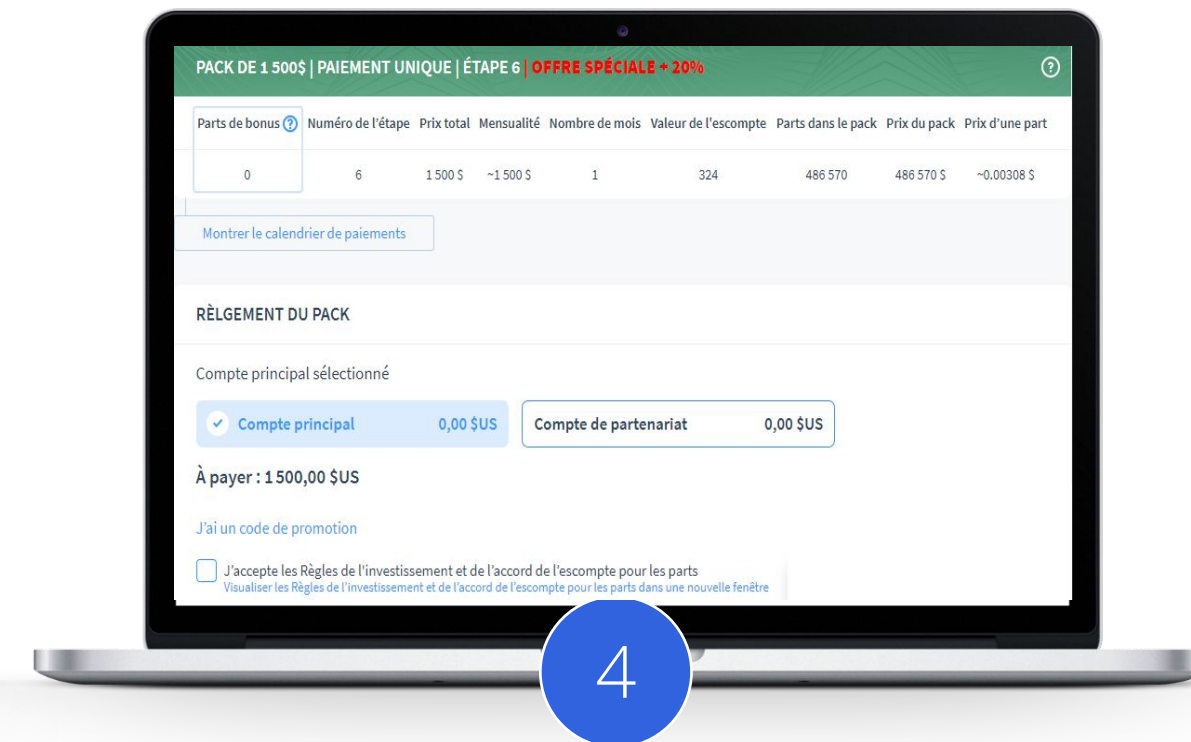 PACK DE 1 500$ | PAIEMENT UNIQUE | ÉTAPE 6 | OFFRE SPÉCIALE + 20%
Parts de bonus Numéro de l'étape Prix total Mensualité Nombre de mois Valeur de l'escompte Parts dans le pack Prix du pack Prix d'une part
0 6 1 500 $ ~1 500 $ 1 324 486 570 486 570 $ ~0.00308 $
Montrer le calendrier de paiements
RÈLGEMENT DU PACK
Compte principal sélectionné
Compte principal 0,00 $US Compte de partenariat 0,00 $US
À payer : 1 500,00 $US
J'ai un code de promotion
J'accepte les Règles de l'investissement et de l'accord de l'escompte pour les parts
Visualiser les Règles de l'investissement et de l'accord de l'escompte pour les parts dans une nouvelle fenêtre
4